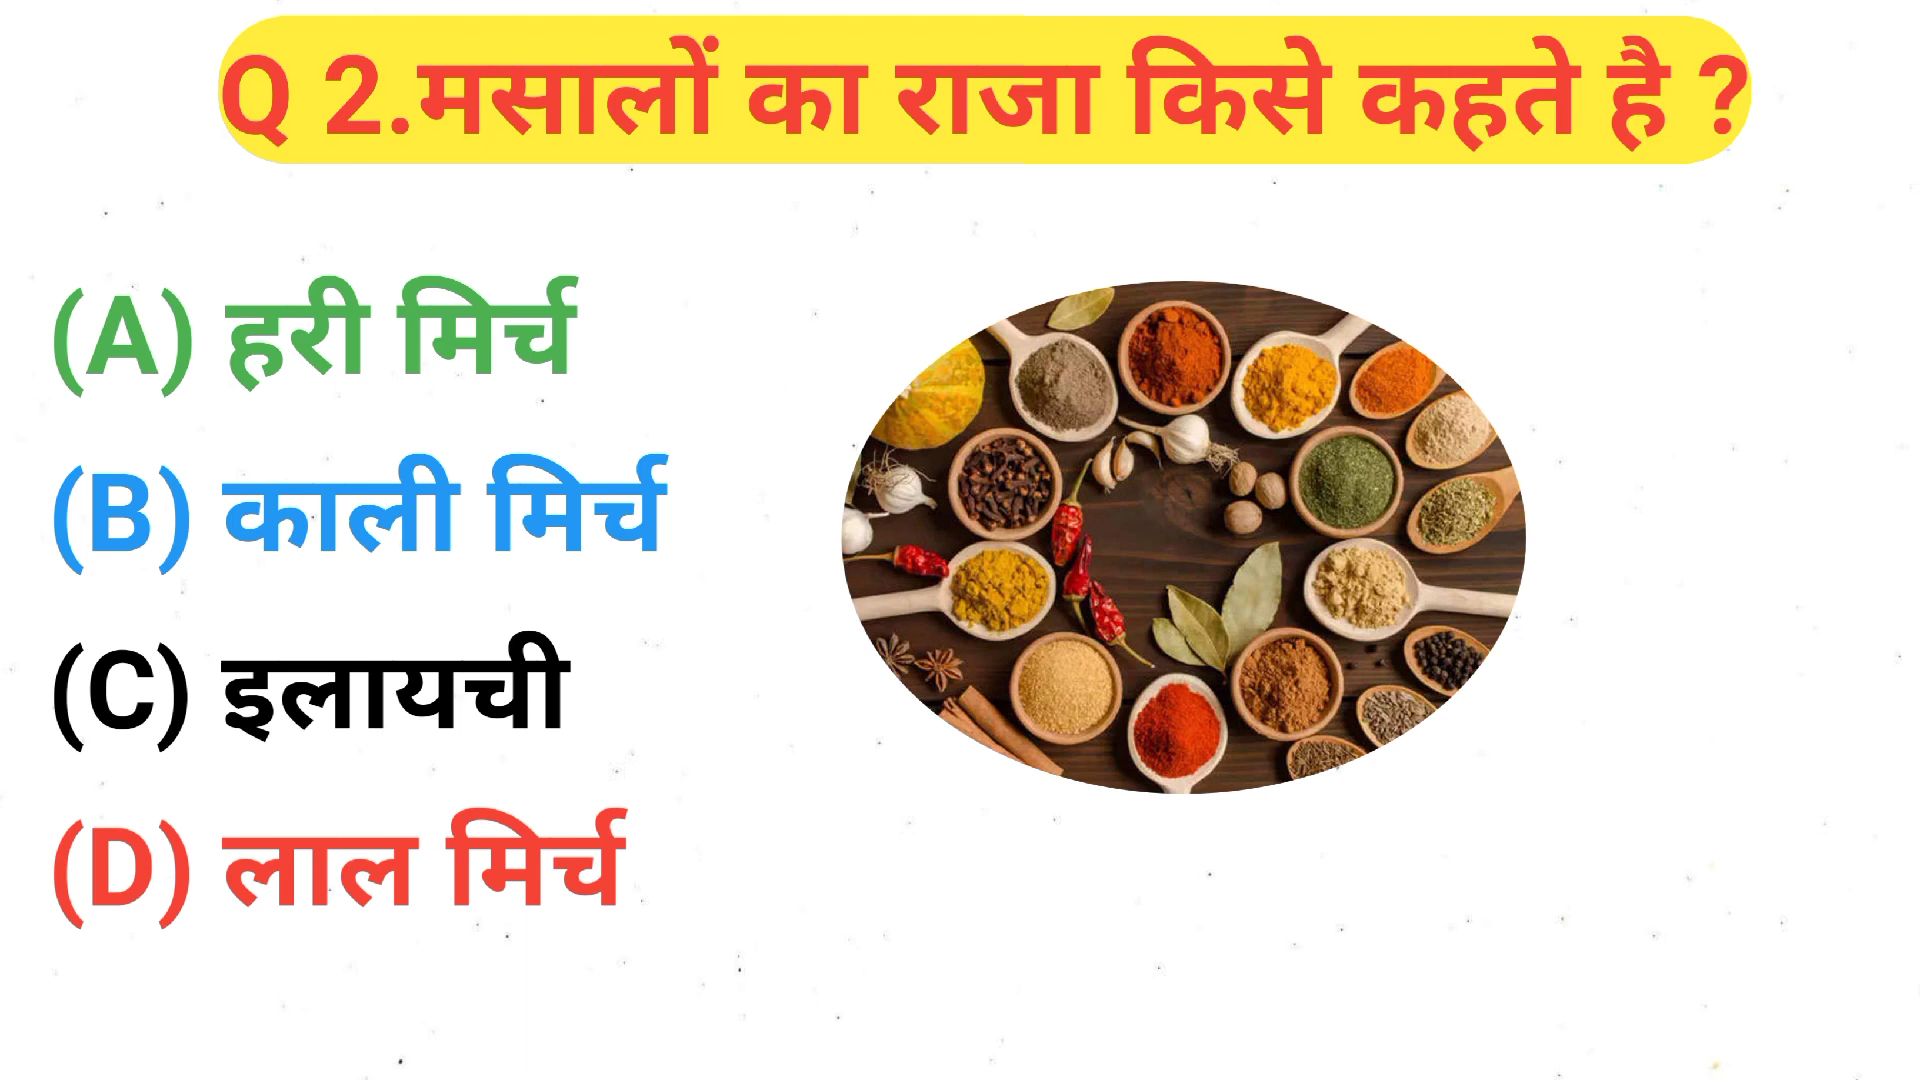 Q 2.मसालों का राजा किसे कहते है ?
(A) हरी मिर्च
(B) काली मिर्च
(C) इलायची
(D) लाल मिर्च